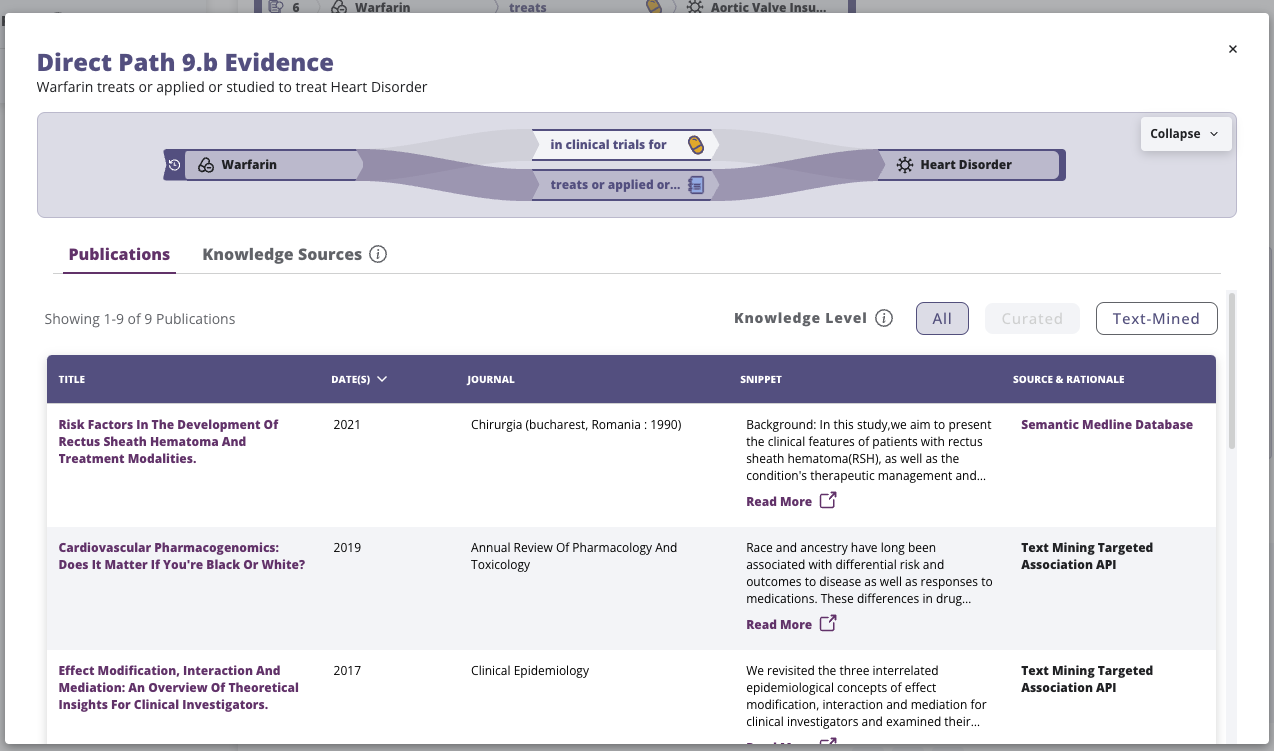 6 Warfarin treats Aortic Valve Insu...
Direct Path 9.b Evidence
Warfarin treats or applied or studied to treat Heart Disorder
Collapse
in clinical trials for
Warfarin
Heart Disorder
treats or applied or...
Publications Knowledge Sources
Showing 1-9 of 9 Publications
Knowledge Level All Curated Text-Mined
TITLE DATE(S) JOURNAL SNIPPET SOURCE & RATIONALE
Risk Factors In The Development Of
Rectus Sheath Hematoma And
Treatment Modalities.
2021
Chirurgia (bucharest, Romania : 1990)
Background: In this study,we aim to present
the clinical features of patients with rectus
sheath hematoma(RSH), as well as the
condition's therapeutic management and...
Read More
Semantic Medline Database
Cardiovascular Pharmacogenomics:
Does It Matter If You're Black Or White?
2019
Annual Review Of Pharmacology And
Toxicology
Race and ancestry have long been
associated with differential risk and
outcomes to disease as well as responses to
medications. These differences in drug...
Read More
Text Mining Targeted
Association API
Effect Modification, Interaction And
Mediation: An Overview Of Theoretical
Insights For Clinical Investigators.
2017
Clinical Epidemiology
We revisited the three interrelated
epidemiological concepts of effect
modification, interaction and mediation for
clinical investigators and examined their...
Text Mining Targeted
Association API